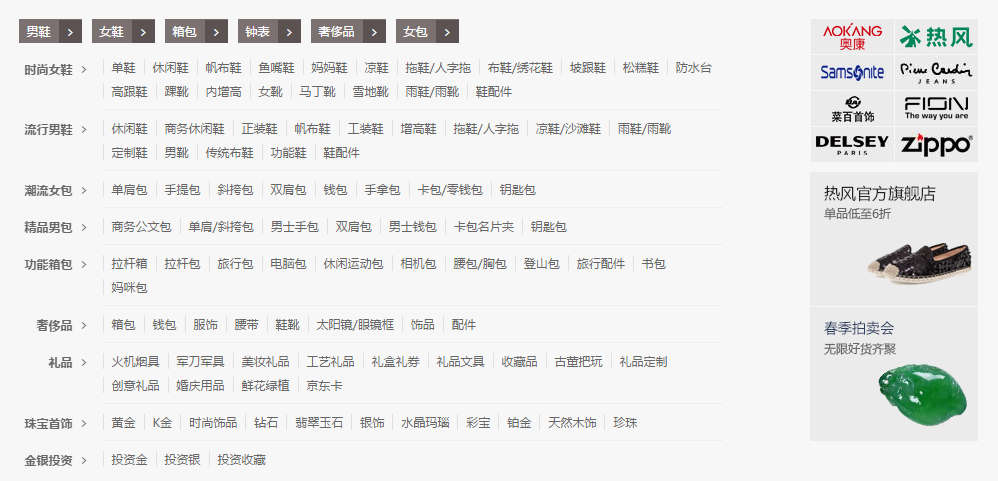 男鞋 > 女鞋 > 箱包 > 钟表 > 奢侈品 > 女包 >
时尚女鞋 > 单鞋 休闲鞋 帆布鞋 鱼嘴鞋 妈妈鞋 凉鞋 拖鞋/人字拖 布鞋/绣花鞋 坡跟鞋 松糕鞋 防水台
高跟鞋 踝靴 内增高 女靴 马丁靴 雪地靴 雨鞋/雨靴 鞋配件
流行男鞋 > 休闲鞋 商务休闲鞋 正装鞋 帆布鞋 工装鞋 增高鞋 拖鞋/人字拖 凉鞋/沙滩鞋 雨鞋/雨靴
定制鞋 男靴 传统布鞋 功能鞋 鞋配件
潮流女包 > 单肩包 手提包 斜挎包 双肩包 钱包 手拿包 卡包/零钱包 钥匙包
精品男包 > 商务公文包 单肩/斜挎包 男士手包 双肩包 男士钱包 卡包名片夹 钥匙包
功能箱包 > 拉杆箱 拉杆包 旅行包 电脑包 休闲运动包 相机包 腰包/胸包 登山包 旅行配件 书包
妈咪包
奢侈品 > 箱包 钱包 服饰 腰带 鞋靴 太阳镜/眼镜框 饰品 配件
礼品 > 火机烟具 军刀军具 美妆礼品 工艺礼品 礼盒礼券 礼品文具 收藏品 古董把玩 礼品定制
创意礼品 婚庆用品 鲜花绿植 京东卡
珠宝首饰 > 黄金 K金 时尚饰品 钻石 翡翠玉石 银饰 水晶玛瑙 彩宝 铂金 天然木饰 珍珠
金银投资 > 投资金 投资银 投资收藏
AOKANG
奥康
热风
Samsonite
Pierre Cardin
JEANS
菜百首饰
FION
The way you are
DELSEY
PARIS
zippo
热风官方旗舰店
单品低至6折
春季拍卖会
无限好货齐聚